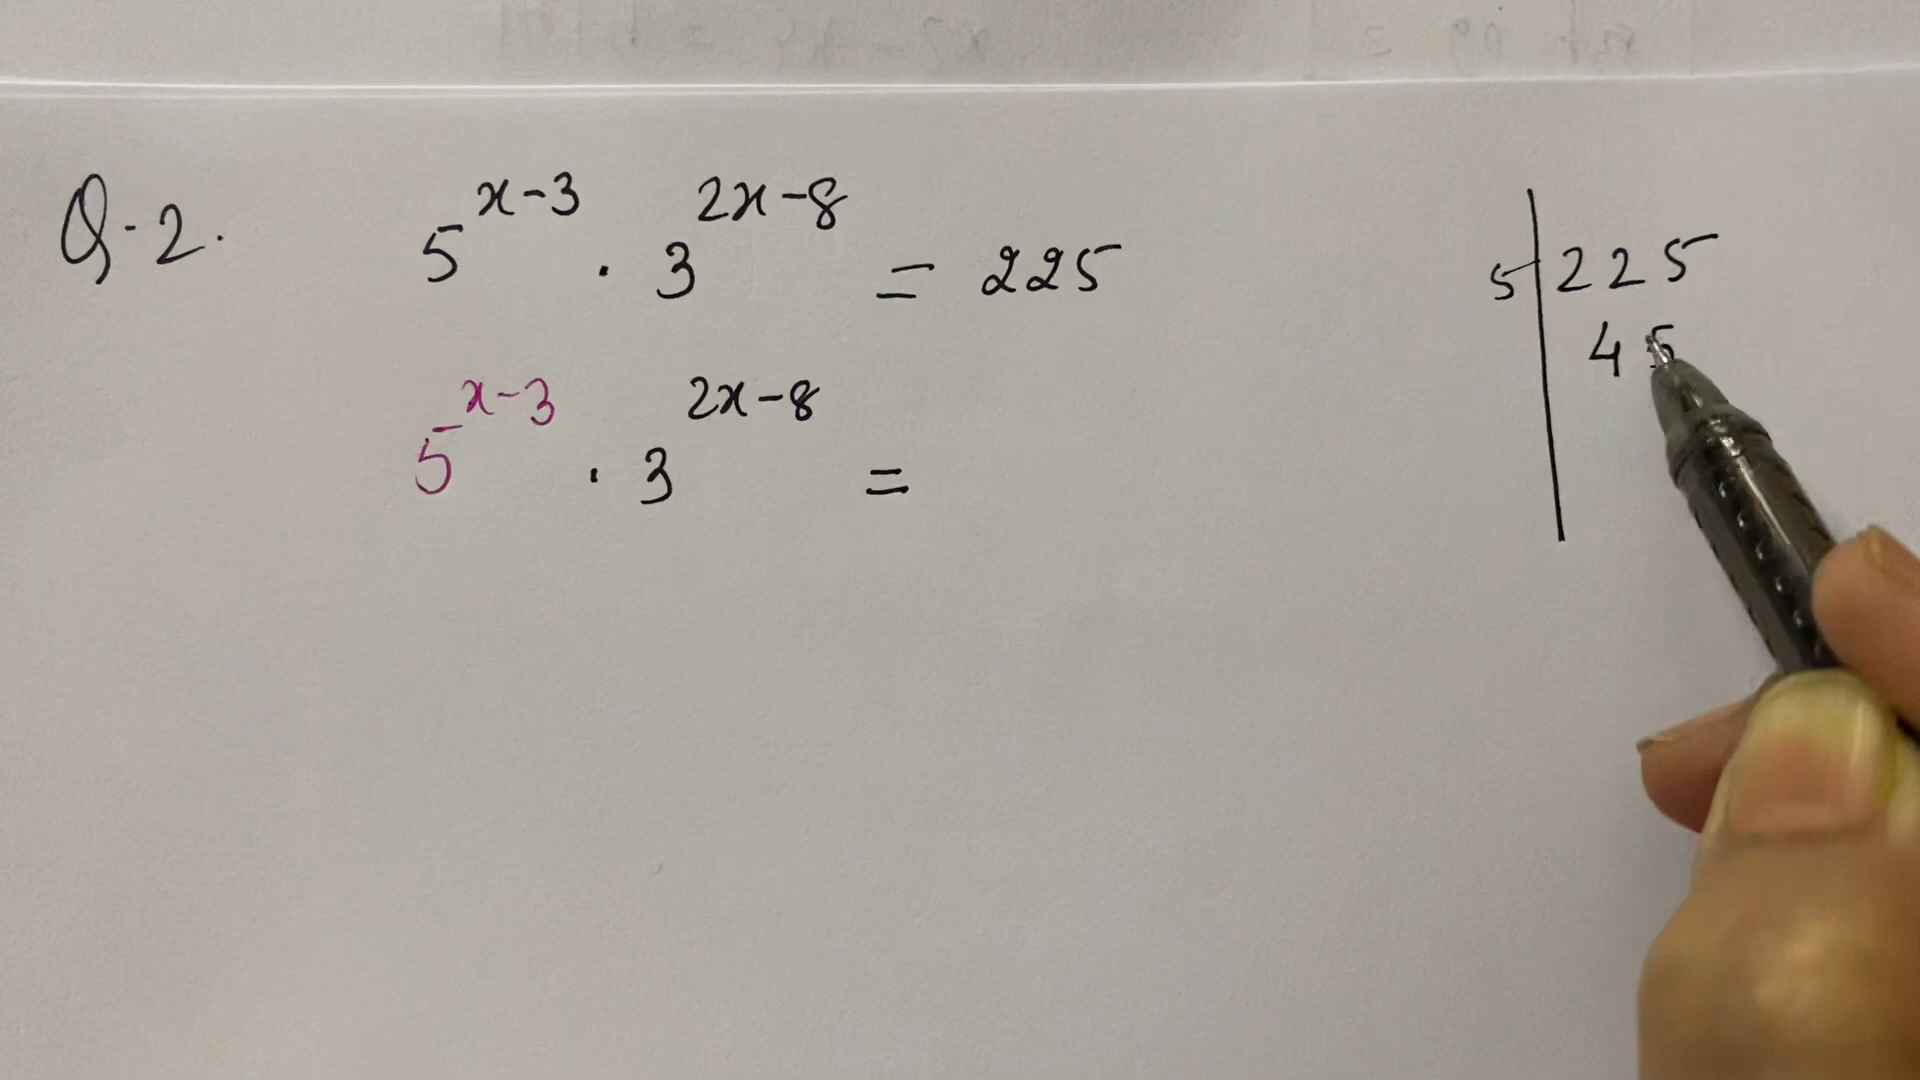 Q-2. 5^{x-3} · 3^{2x-8} = 225
5^{x-3} · 3^{2x-8} =
5 | 225
45